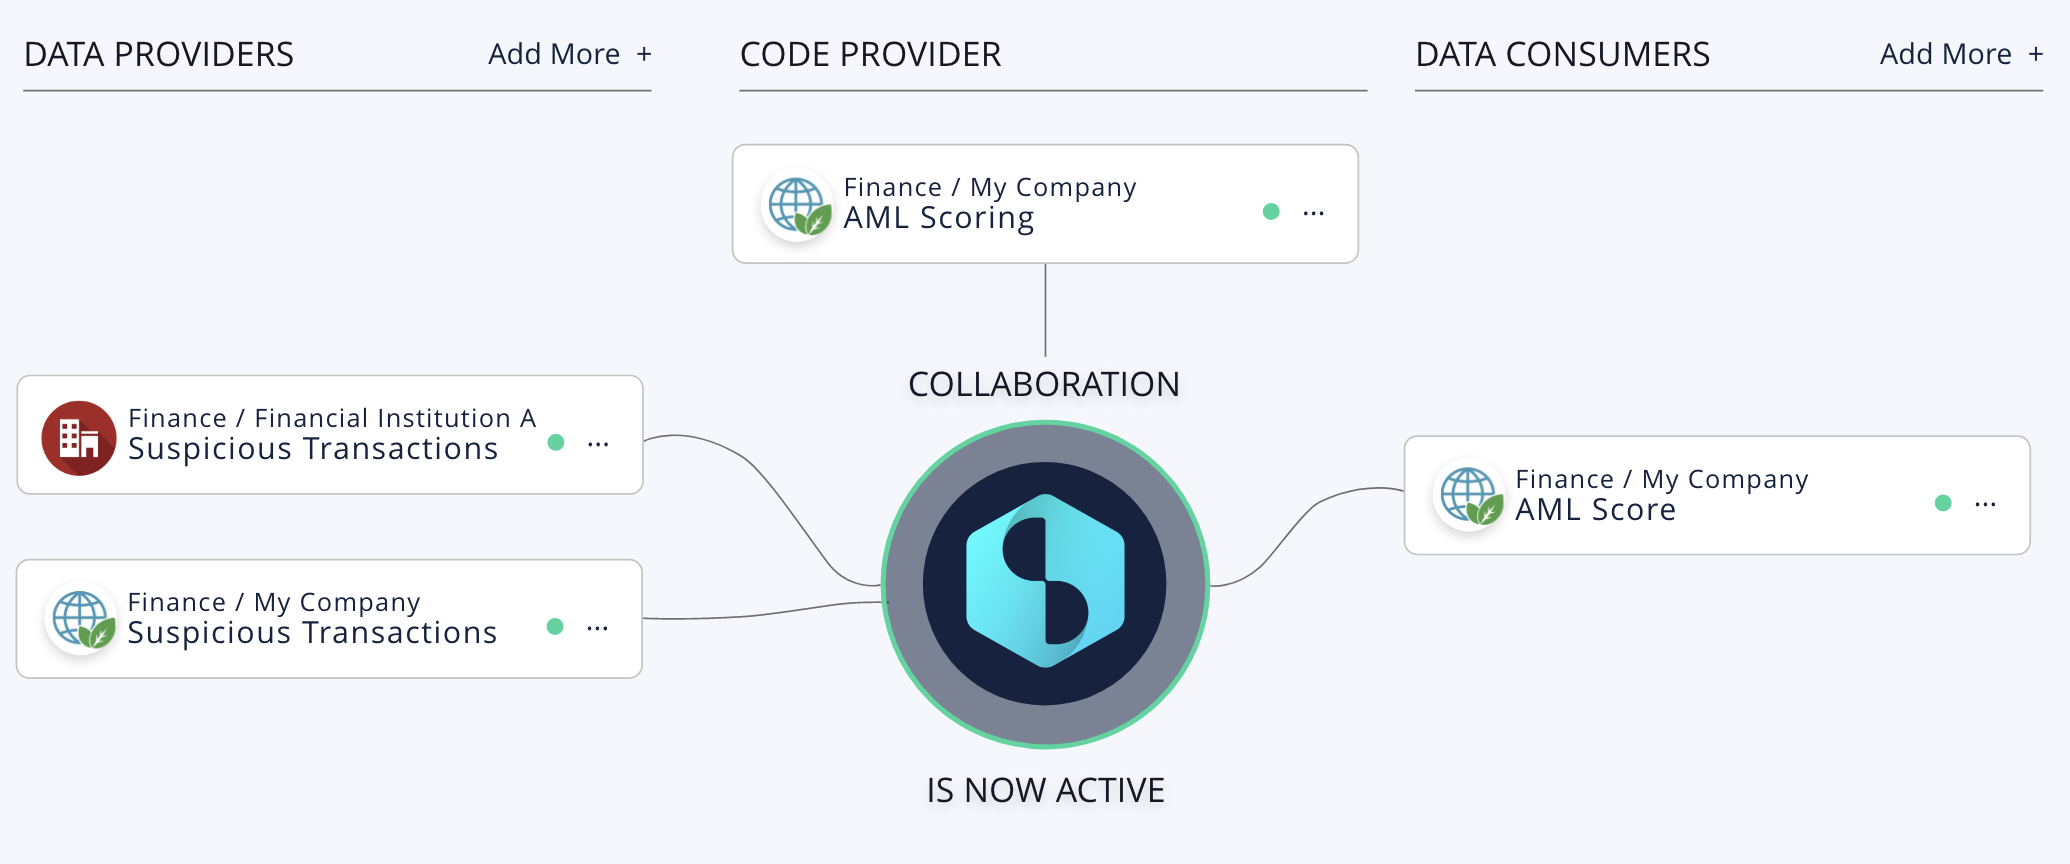 DATA PROVIDERS
Add More +
CODE PROVIDER
DATA CONSUMERS
Add More +
Finance / My Company
AML Scoring
...
COLLABORATION
Finance / Financial Institution A
Suspicious Transactions
...
Finance / My Company
Suspicious Transactions
...
Finance / My Company
AML Score
...
IS NOW ACTIVE